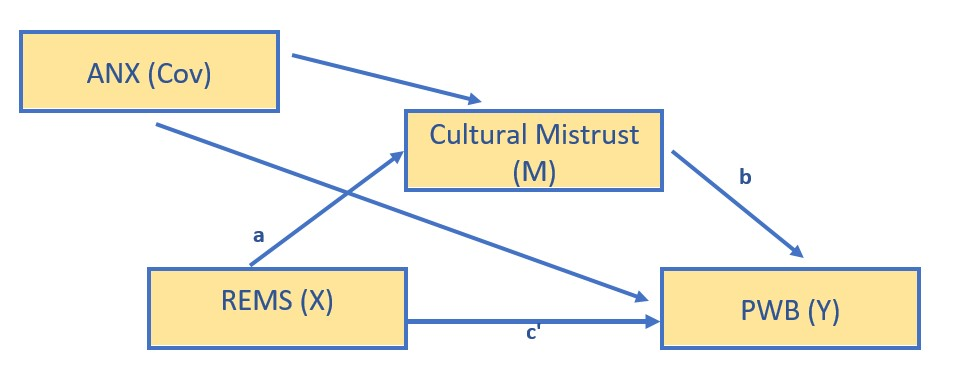 ANX (Cov)
Cultural Mistrust
(M)
b
a
REMS (X)
PWB (Y)
c'